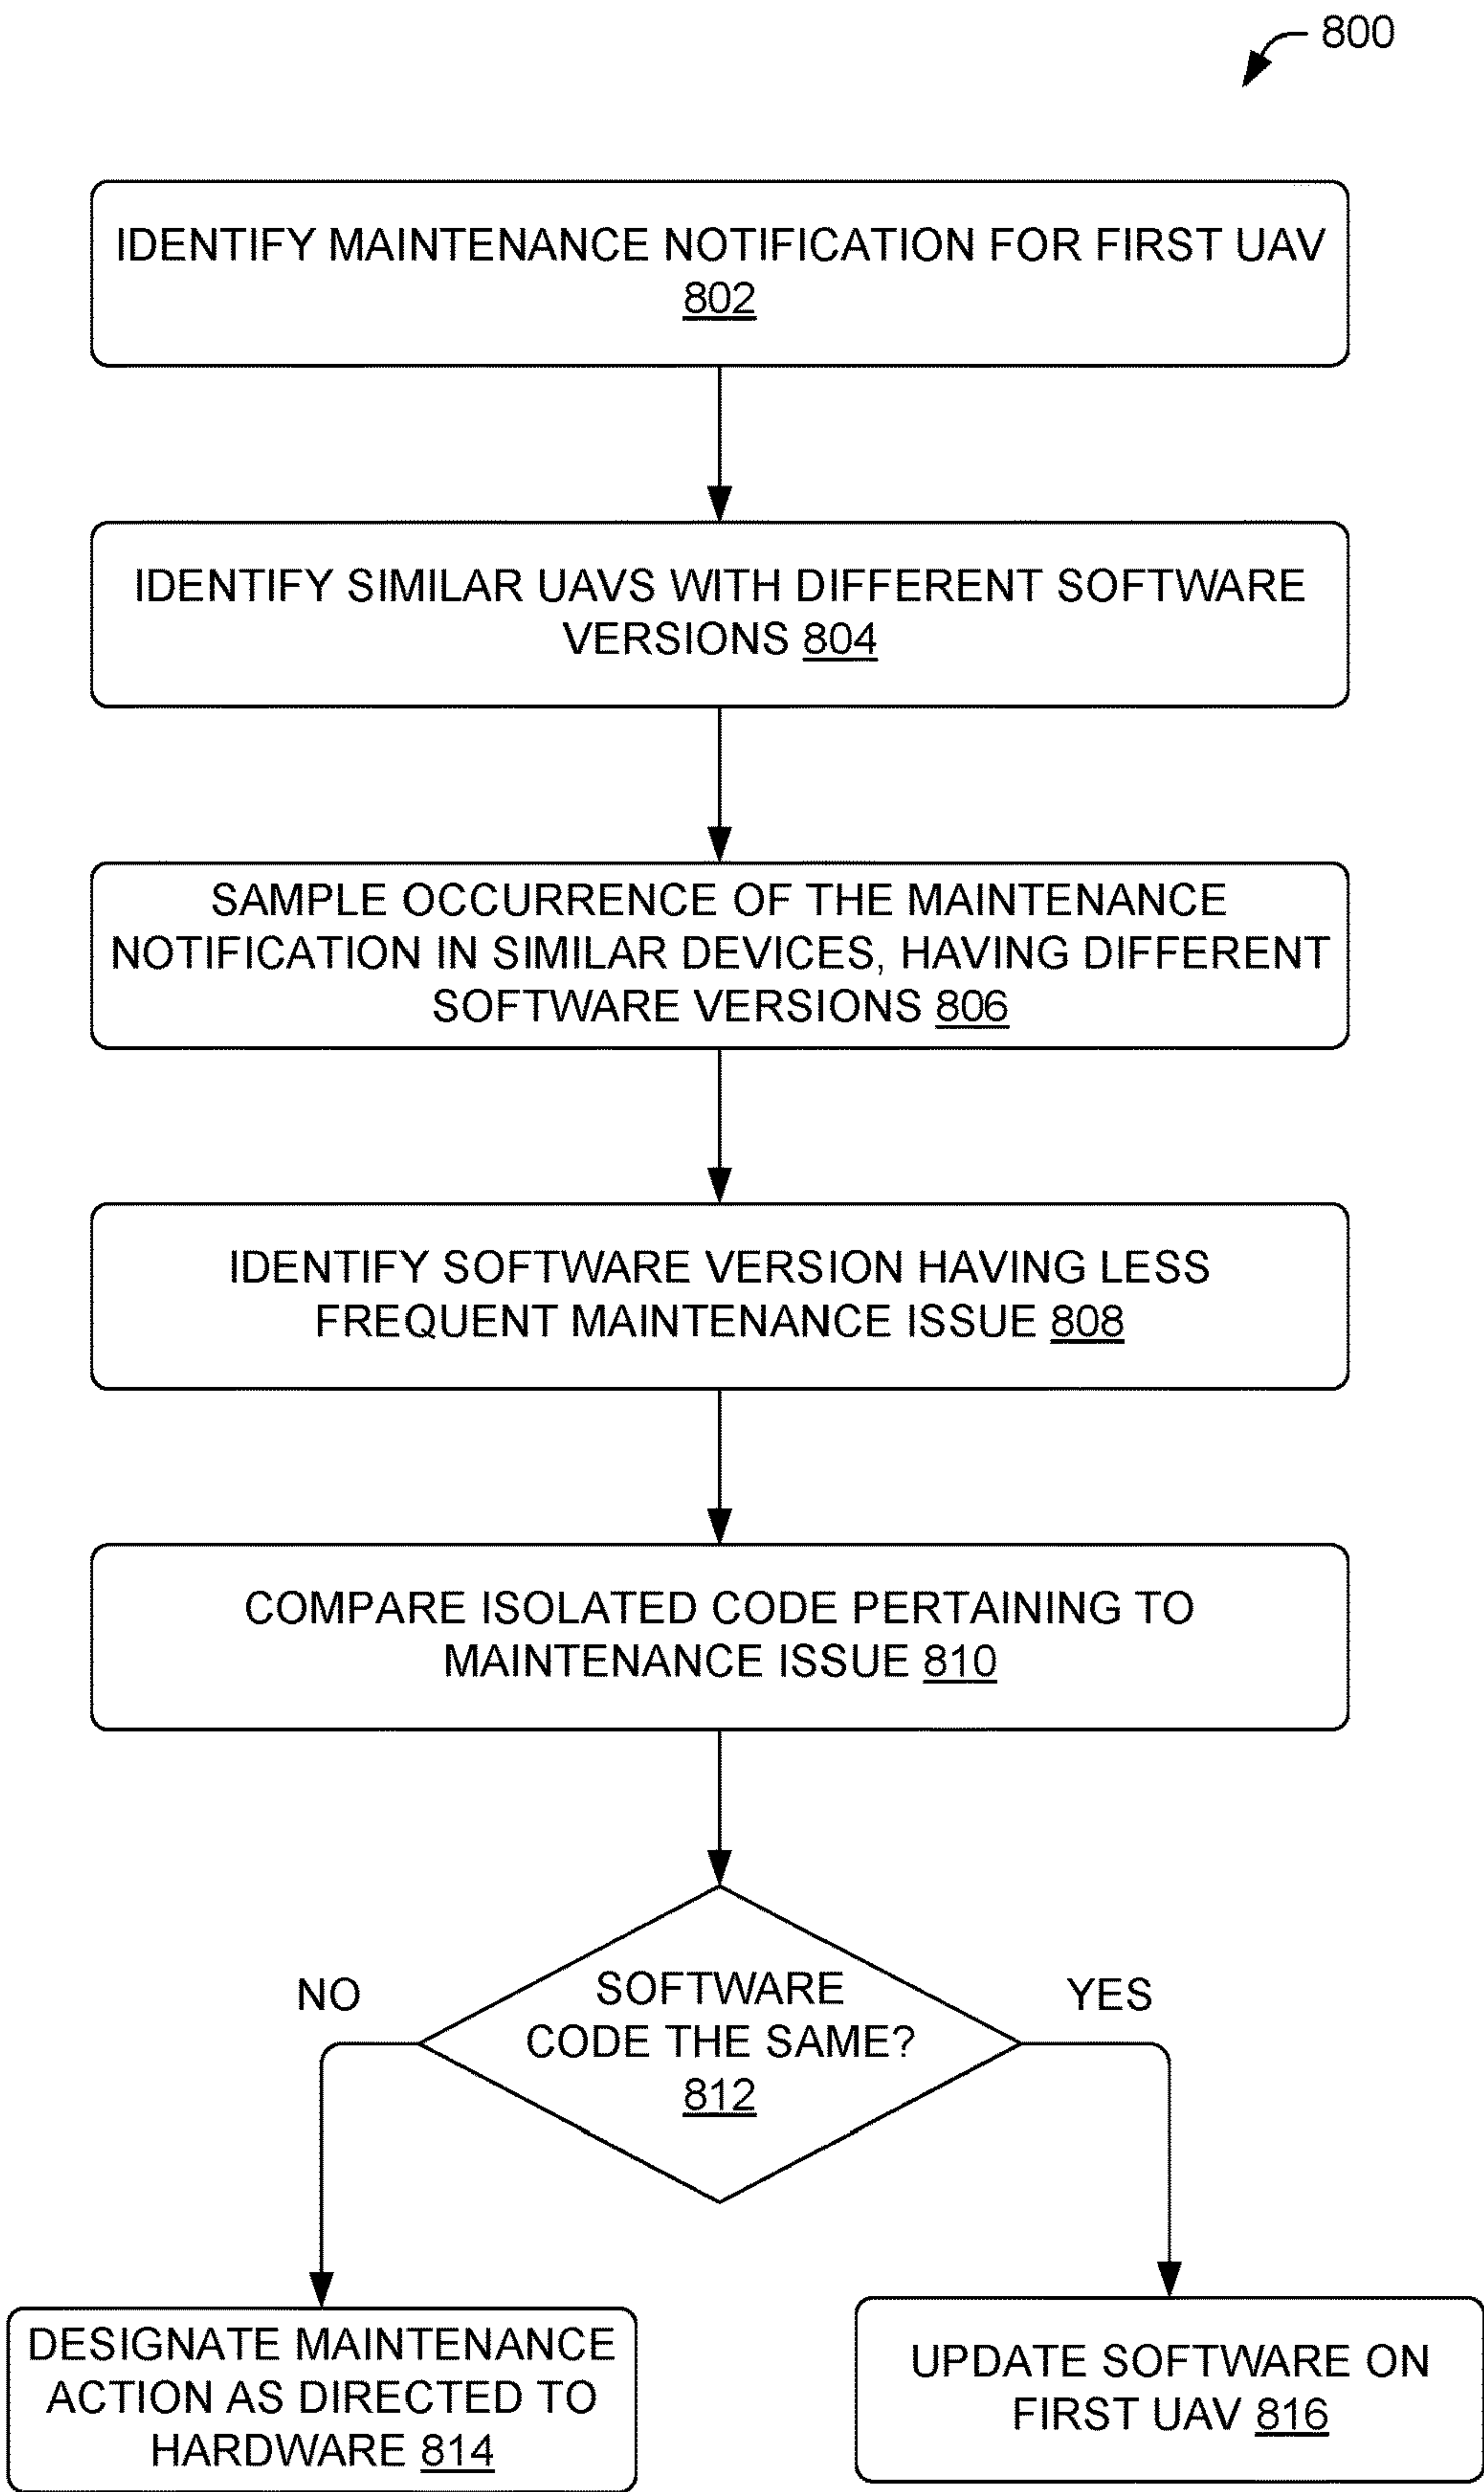 800
IDENTIFY MAINTENANCE NOTIFICATION FOR FIRST UAV
802
IDENTIFY SIMILAR UAVS WITH DIFFERENT SOFTWARE
VERSIONS 804
SAMPLE OCCURRENCE OF THE MAINTENANCE
NOTIFICATION IN SIMILAR DEVICES, HAVING DIFFERENT
SOFTWARE VERSIONS 806
IDENTIFY SOFTWARE VERSION HAVING LESS
FREQUENT MAINTENANCE ISSUE 808
COMPARE ISOLATED CODE PERTAINING TO
MAINTENANCE ISSUE 810
SOFTWARE
CODE THE SAME?
812
NO
YES
DESIGNATE MAINTENANCE
ACTION AS DIRECTED TO
HARDWARE 814
UPDATE SOFTWARE ON
FIRST UAV 816